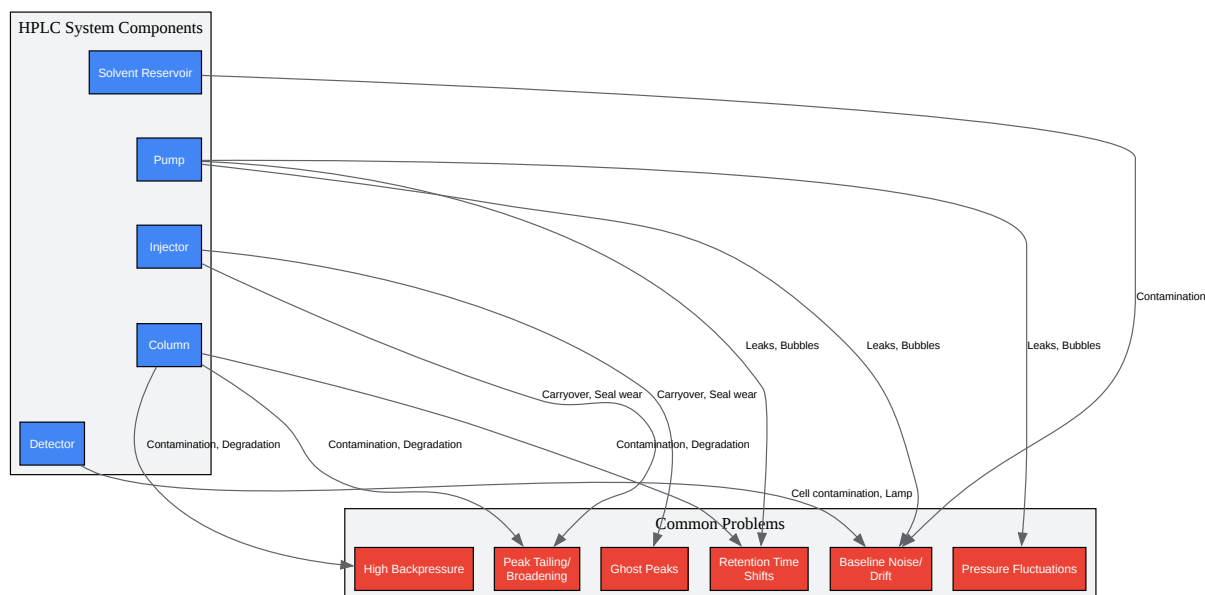 HPLC System Components
Solvent Reservoir
Pump
Injector
Contamination
Column
Leaks, Bubbles
Leaks, Bubbles
Leaks, Bubbles
Carryover, Seal wear
Carryover, Seal wear
Detector
Contamination, Degradation
Contamination, Degradation
Contamination, Degradation
Cell contamination, Lamp
Common Problems
High Backpressure
Peak Tailing/
Broadening
Ghost Peaks
Retention Time
Shifts
Baseline Noise/
Drift
Pressure Fluctuations